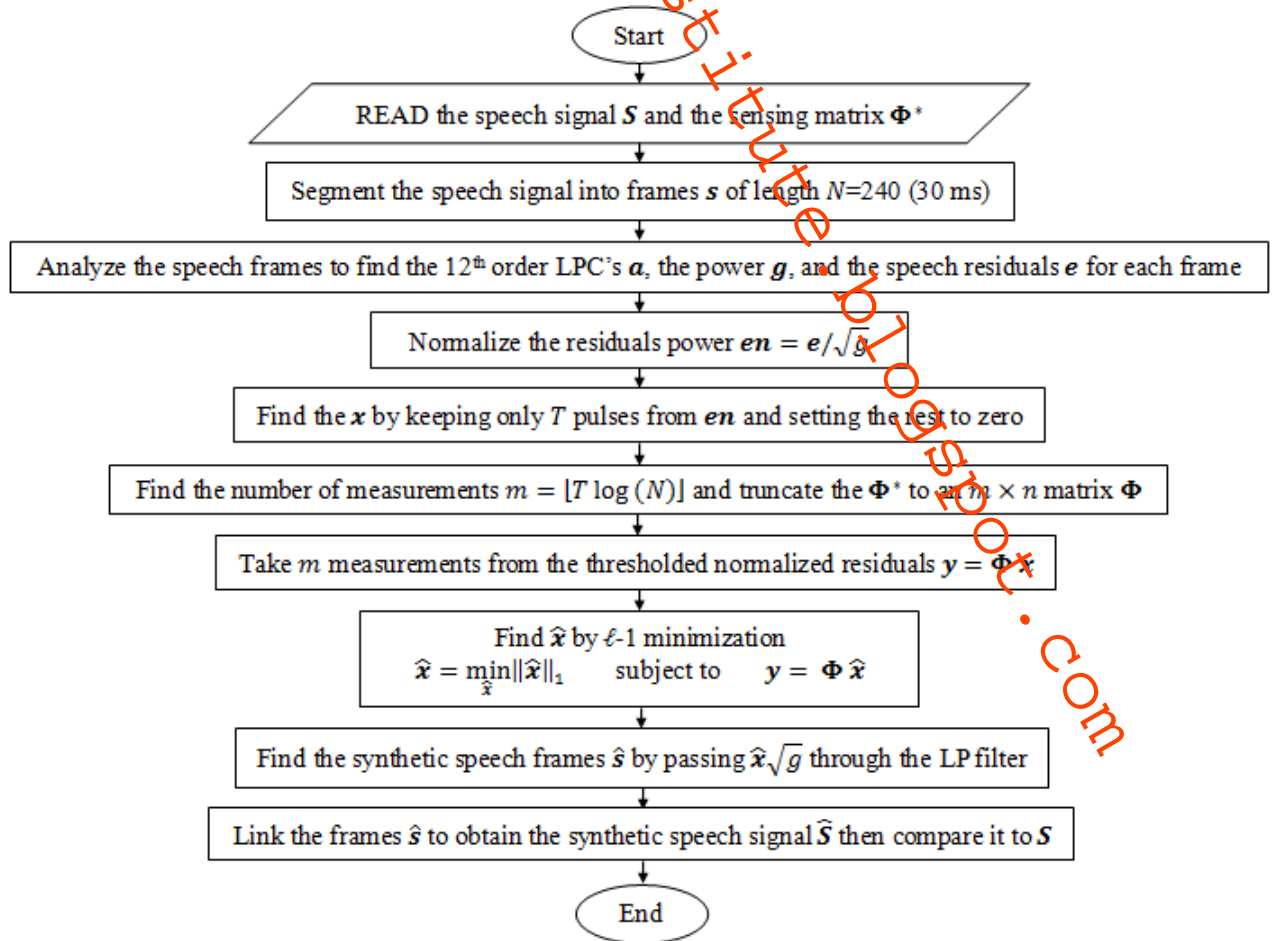 Start
READ the speech signal S and the sensing matrix Φ*
Segment the speech signal into frames s of length N=240 (30 ms)
Analyze the speech frames to find the 12th order LPC's a, the power g, and the speech residuals e for each frame
Normalize the residuals power en = e/√g
Find the x by keeping only T pulses from en and setting the rest to zero
Find the number of measurements m = ⌊T log (N)⌋ and truncate the Φ* to an m × n matrix Φ
Take m measurements from the thresholded normalized residuals y = Φ x
Find x̂ by ℓ-1 minimization
x̂ = min‖x̂‖₁ subject to y = Φ x̂
x̂
Find the synthetic speech frames ŝ by passing x̂√g through the LP filter
Link the frames ŝ to obtain the synthetic speech signal Ŝ then compare it to S
End
stitute.blogspot.com